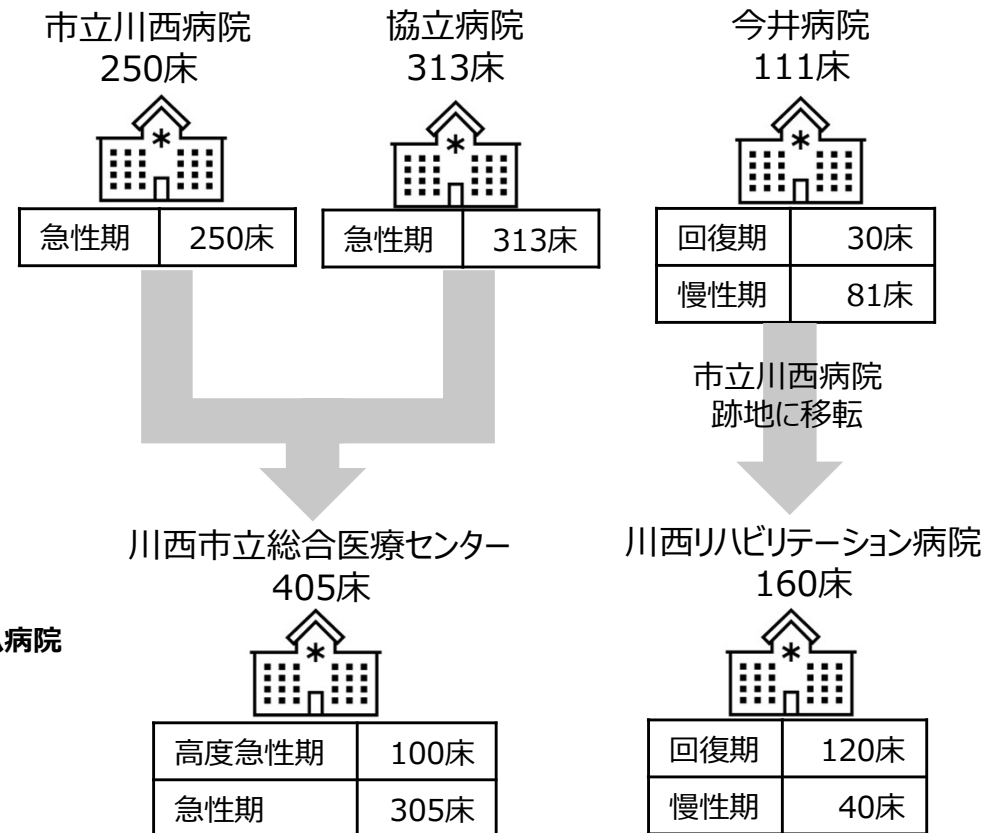 市立川西病院
250床
協立病院
313床
今井病院
111床
急性期 250床
急性期 313床
回復期 30床
慢性期 81床
市立川西病院
跡地に移転
川西市立総合医療センター
405床
川西リハビリテーション病院
160床
病院
高度急性期 100床
急性期 305床
回復期 120床
慢性期 40床